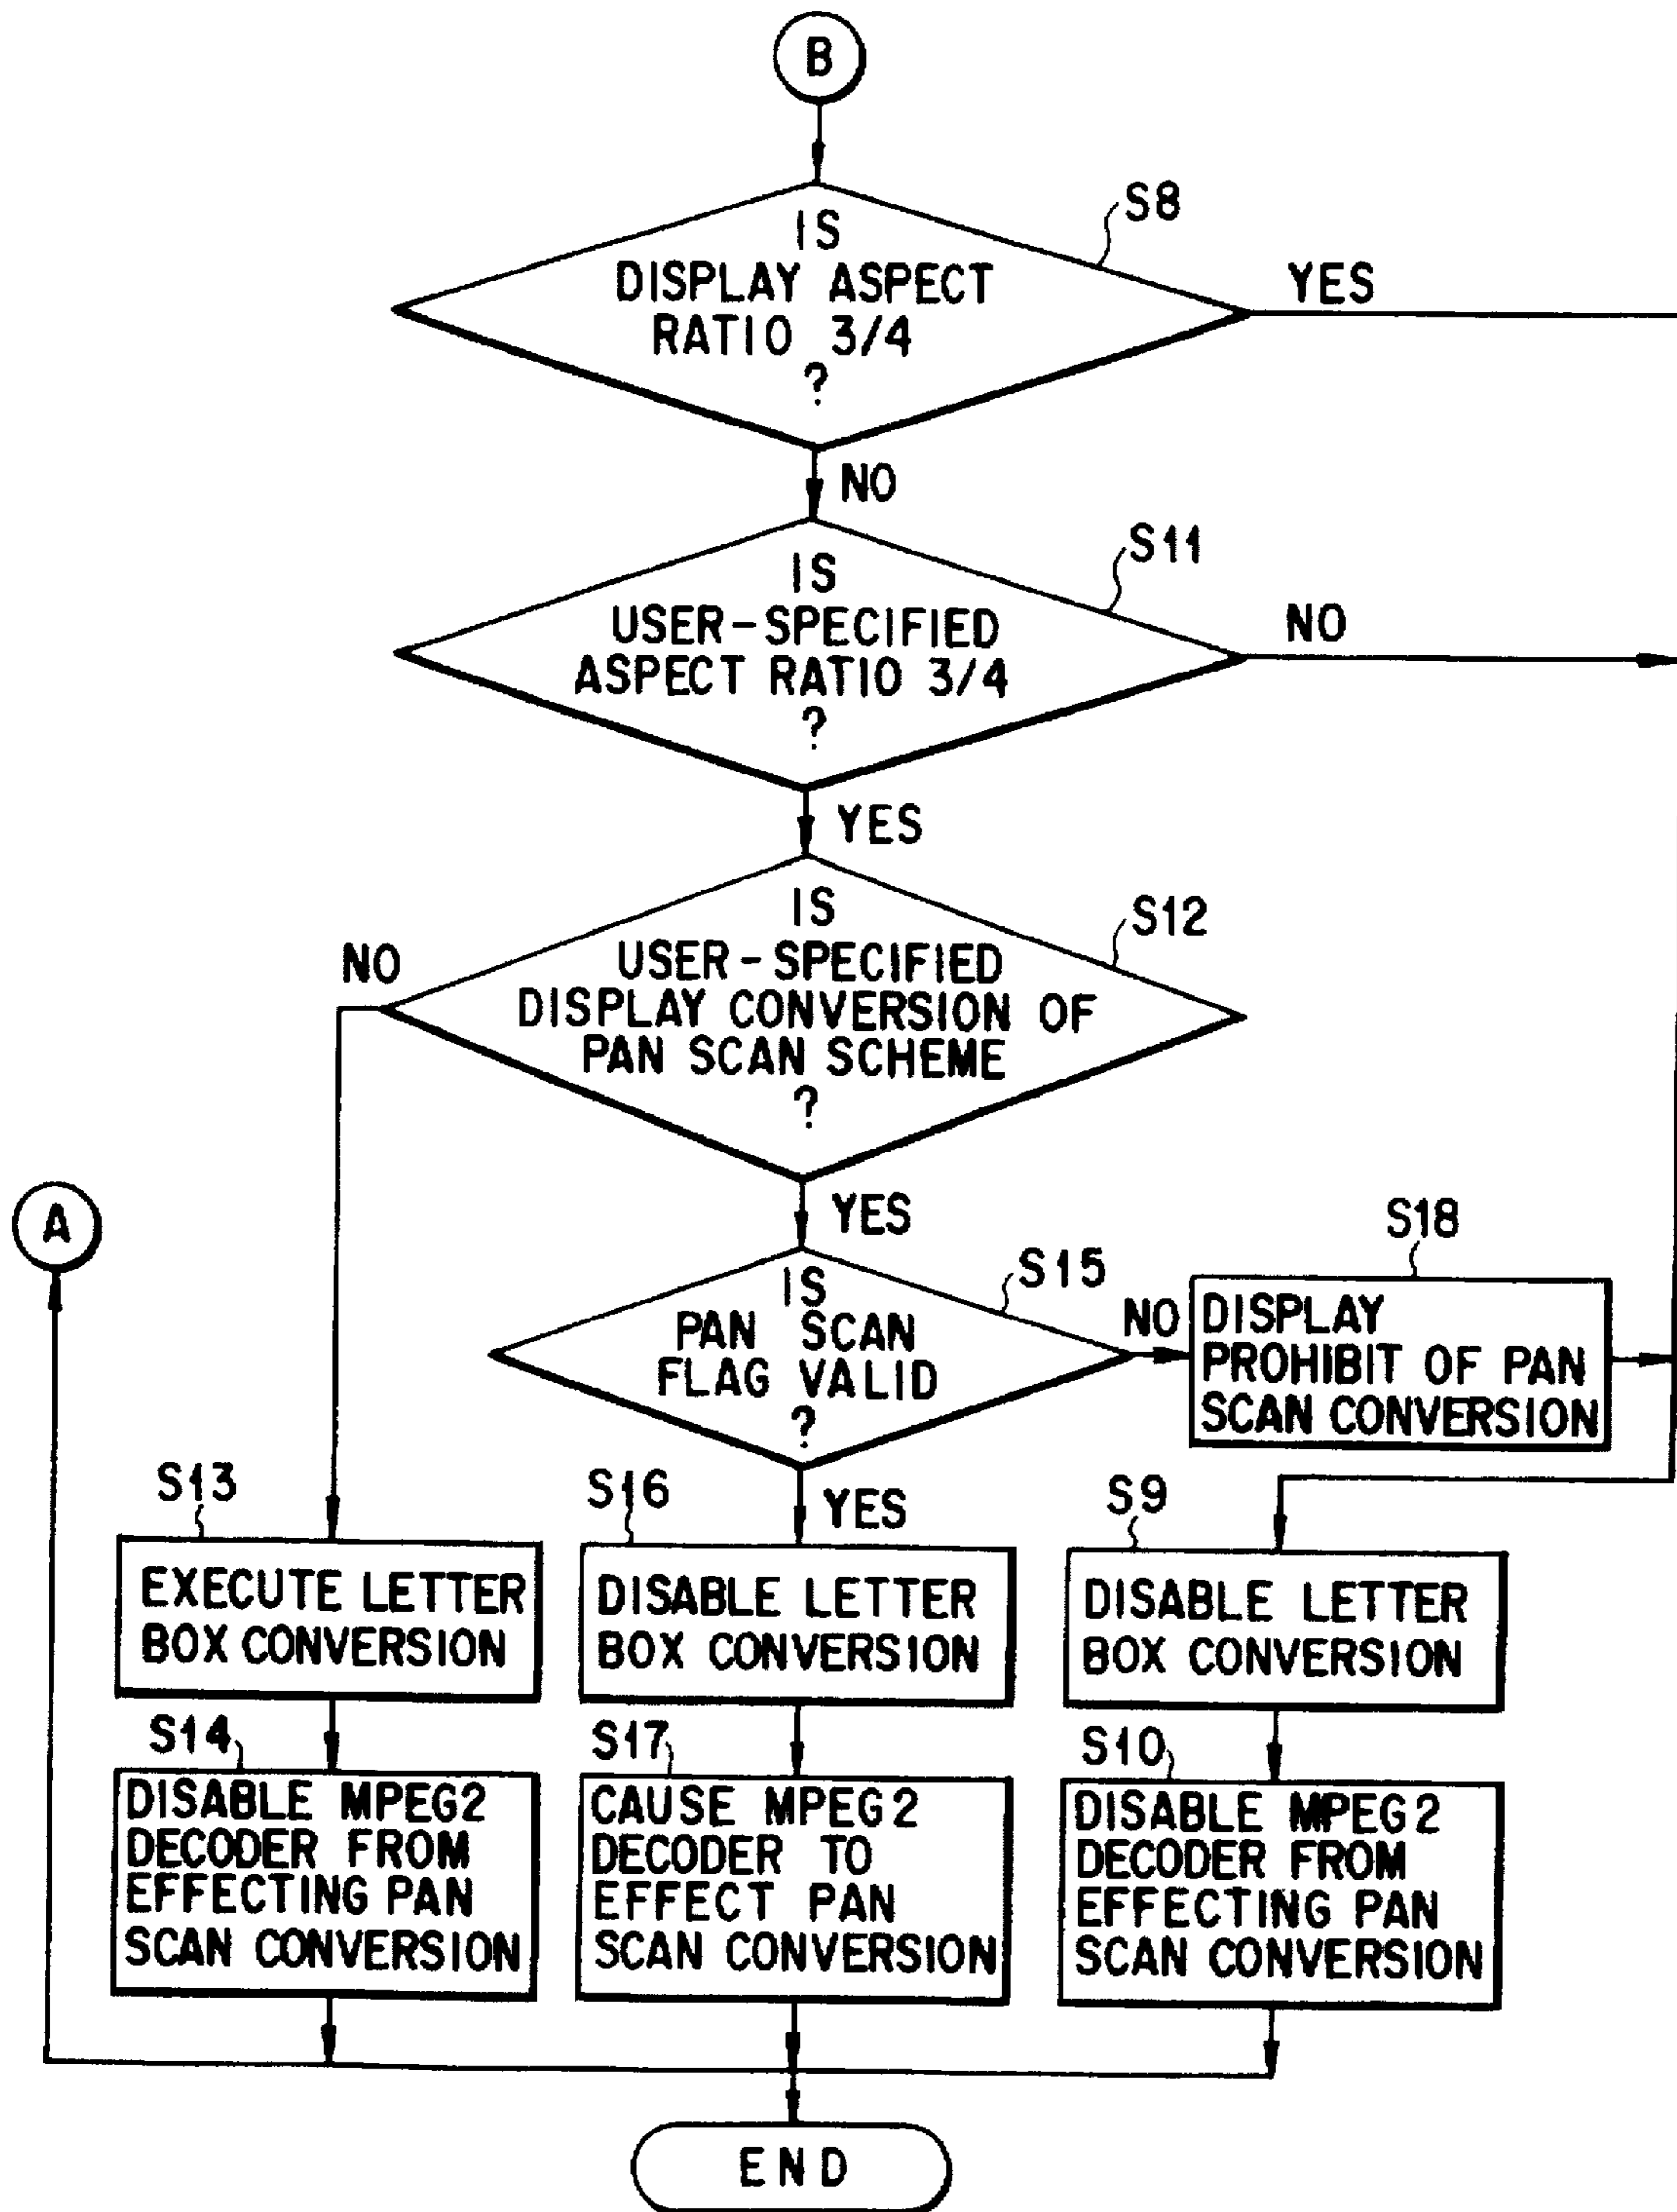 B
S8
IS
DISPLAY ASPECT
RATIO 3/4
?
YES
NO
S11
IS
USER-SPECIFIED
ASPECT RATIO 3/4
?
NO
YES
S12
IS
USER-SPECIFIED
DISPLAY CONVERSION OF
PAN SCAN SCHEME
?
NO
YES
A
S15
IS
PAN SCAN
FLAG VALID
?
NO
S18
DISPLAY
PROHIBIT OF PAN
SCAN CONVERSION
YES
S13
EXECUTE LETTER
BOX CONVERSION
S16
DISABLE LETTER
BOX CONVERSION
S9
DISABLE LETTER
BOX CONVERSION
S14
DISABLE MPEG2
DECODER FROM
EFFECTING PAN
SCAN CONVERSION
S17
CAUSE MPEG2
DECODER TO
EFFECT PAN
SCAN CONVERSION
S10
DISABLE MPEG2
DECODER FROM
EFFECTING PAN
SCAN CONVERSION
END